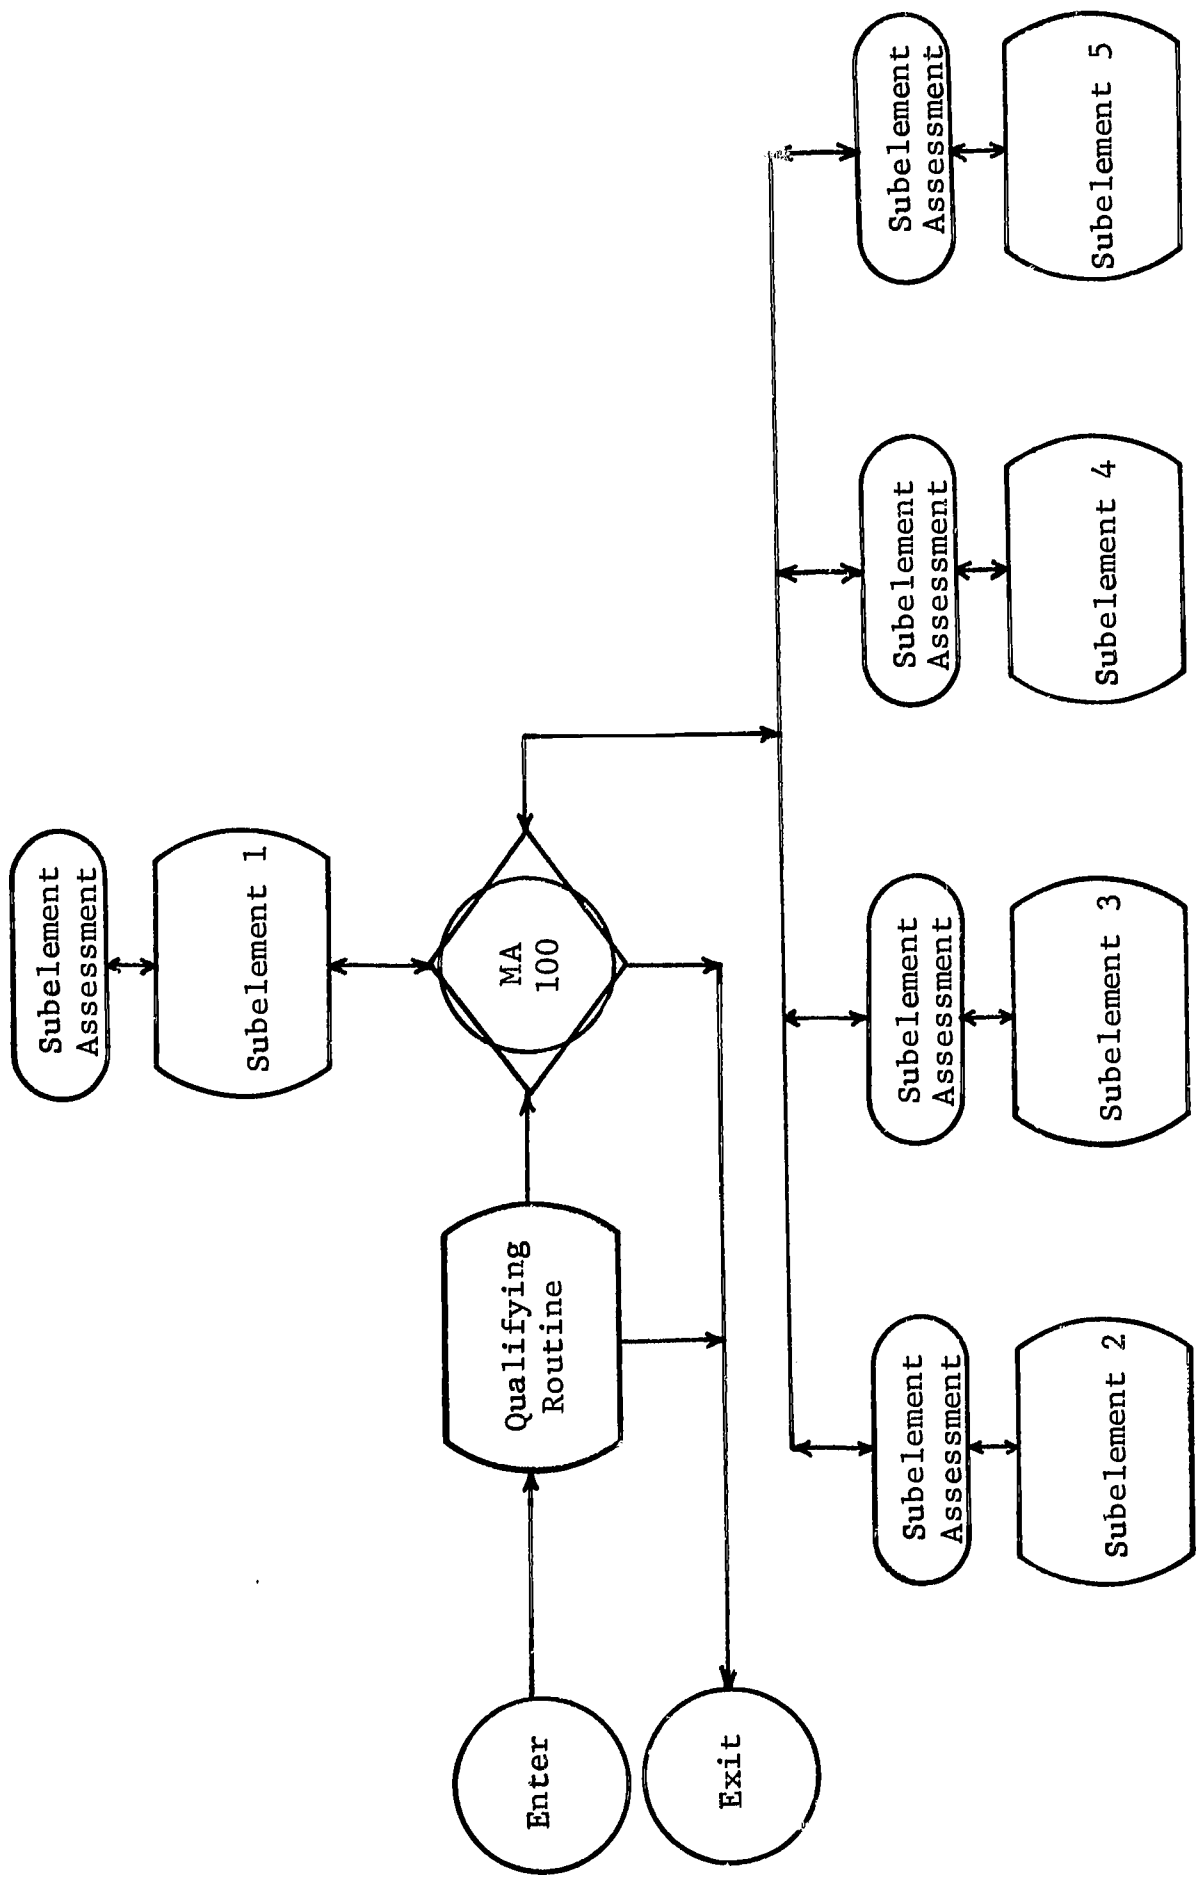 Subelement
Assessment
Subelement 1
Enter
Qualifying
Routine
MA
100
Exit
Subelement
Assessment
Subelement 2
Subelement
Assessment
Subelement 3
Subelement
Assessment
Subelement 4
Subelement
Assessment
Subelement 5